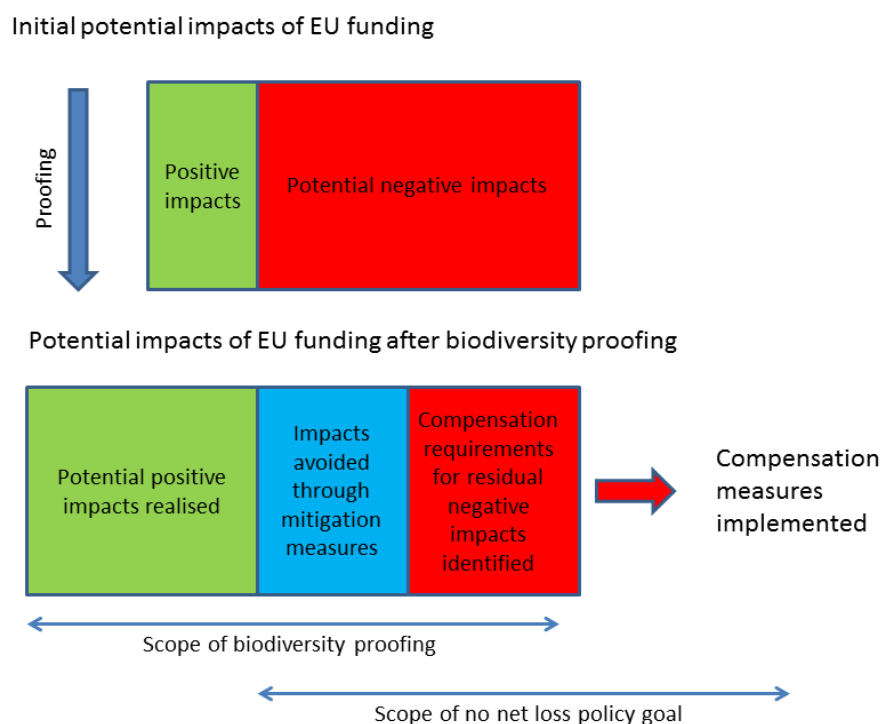 Initial potential impacts of EU funding
Proofing
Positive
impacts
Potential negative impacts
Potential impacts of EU funding after biodiversity proofing
Potential positive
impacts realised
Impacts
avoided
through
mitigation
measures
Compensation
requirements
for residual
negative
impacts
identified
Compensation
measures
implemented
Scope of biodiversity proofing
Scope of no net loss policy goal